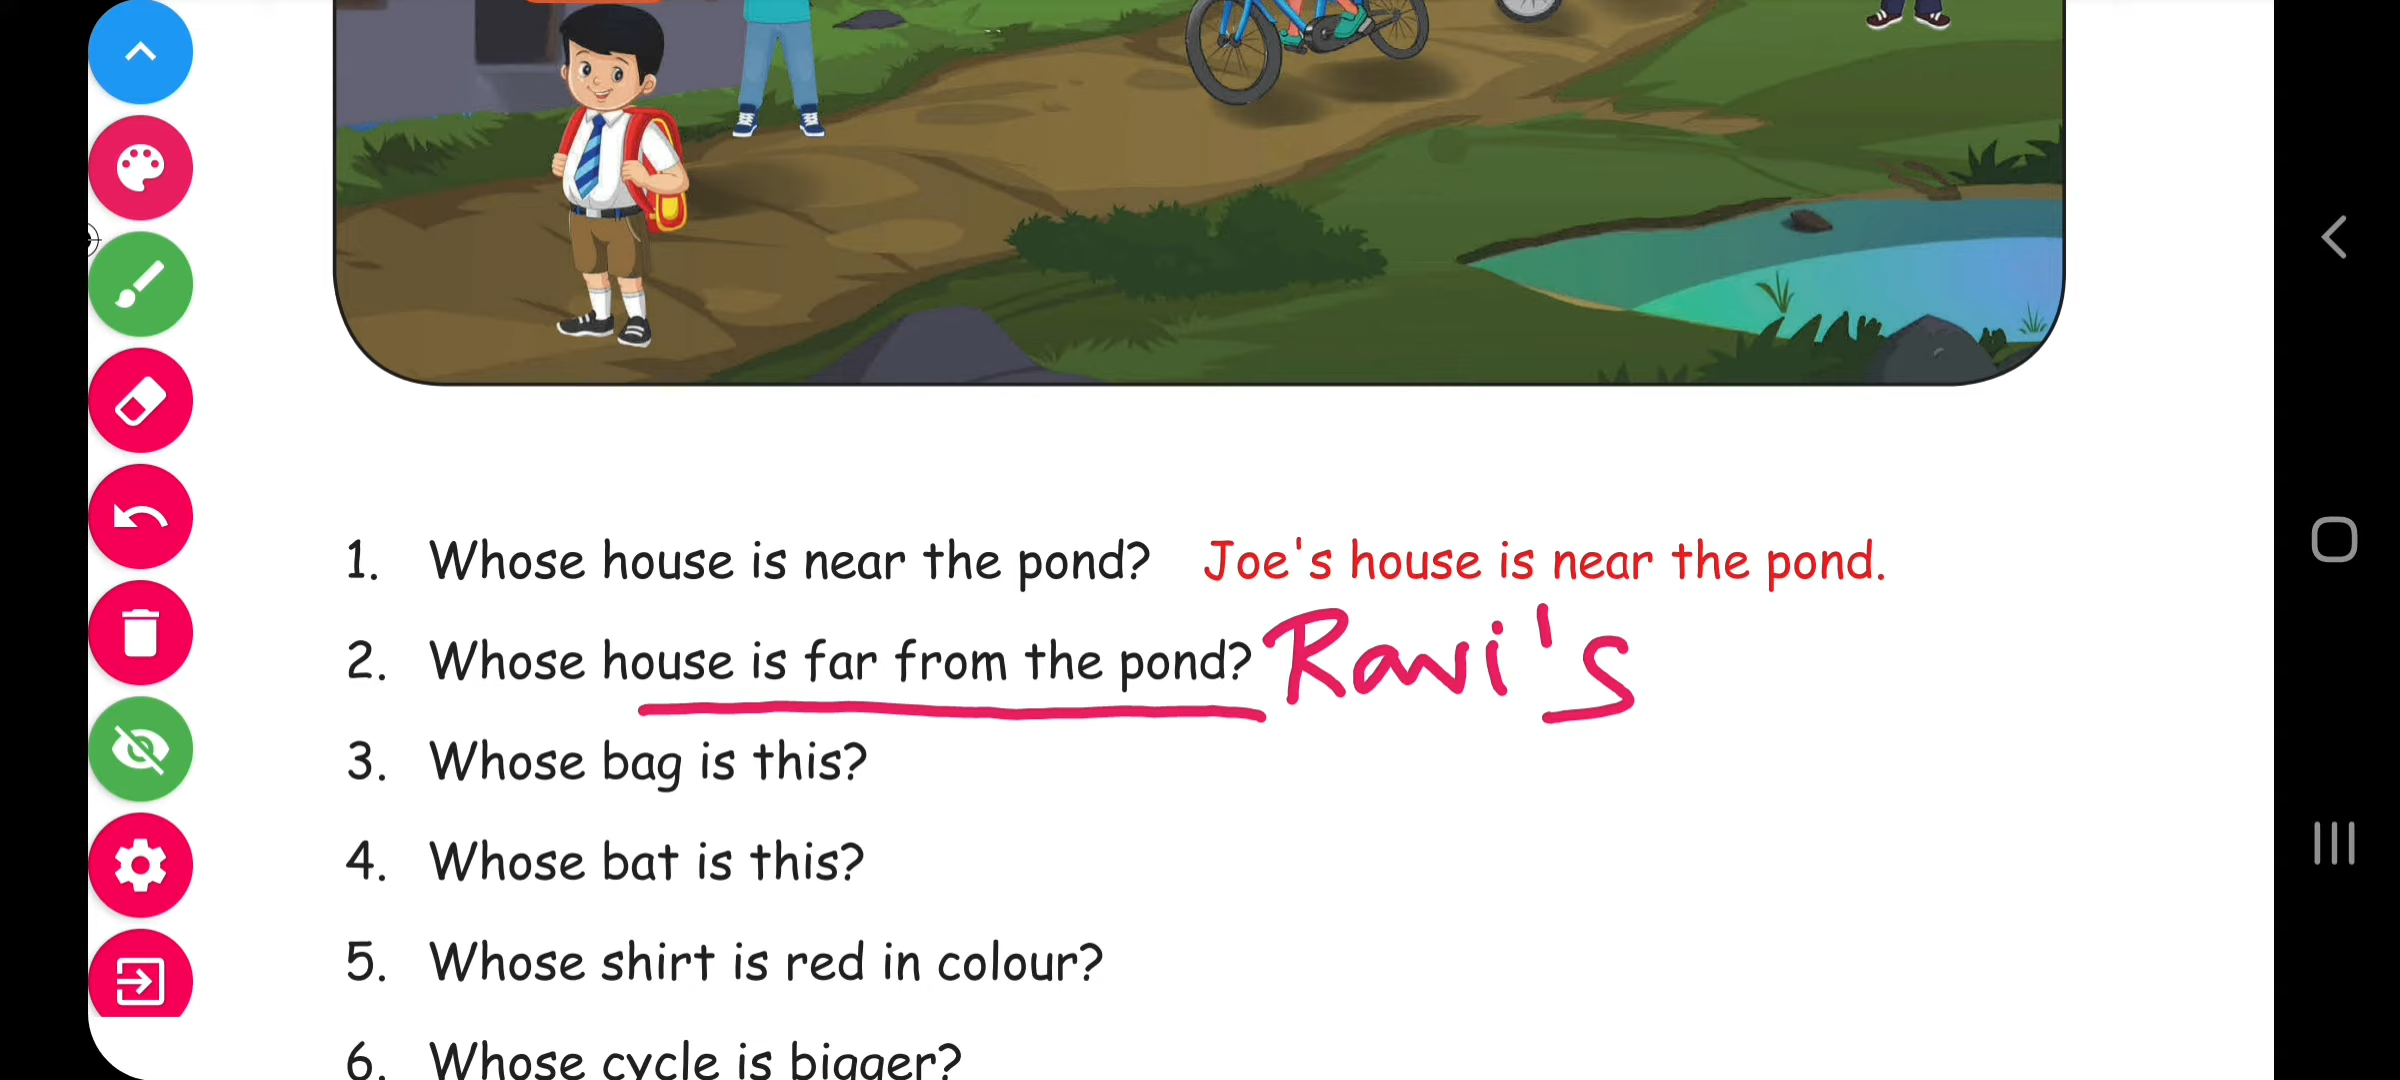 1. Whose house is near the pond? Joe's house is near the pond.
2. Whose house is far from the pond? Ravi's
3. Whose bag is this?
4. Whose bat is this?
5. Whose shirt is red in colour?
6. Whose cycle is bigger?